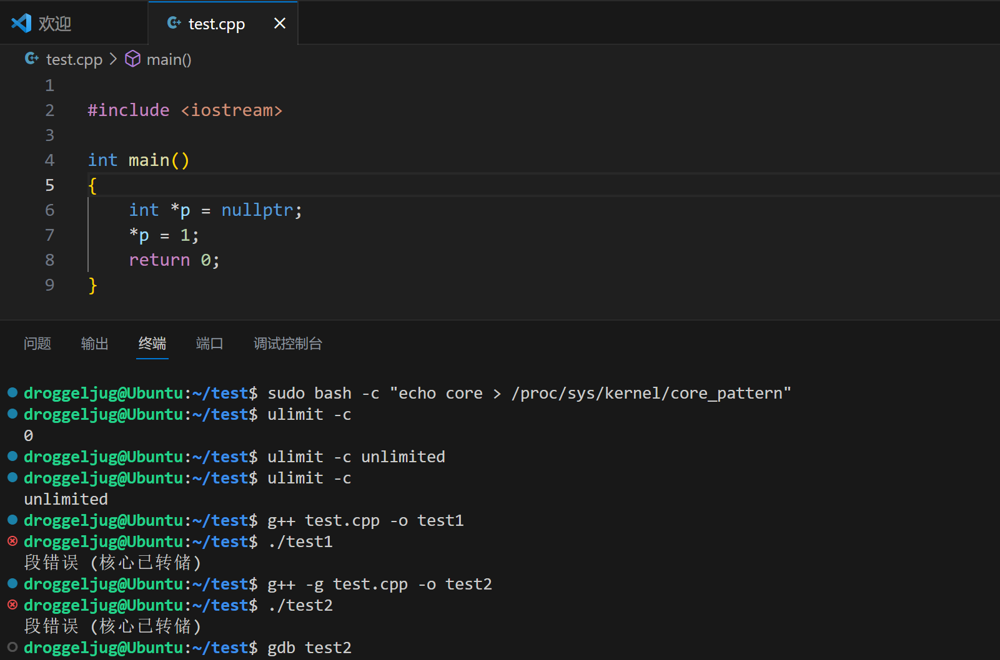 欢迎
test.cpp
test.cpp > main()
1
2 #include <iostream>
3
4 int main()
5 {
6     int *p = nullptr;
7     *p = 1;
8     return 0;
9 }
问题 输出 终端 端口 调试控制台
droggeljug@Ubuntu:~/test$ sudo bash -c "echo core > /proc/sys/kernel/core_pattern"
droggeljug@Ubuntu:~/test$ ulimit -c
0
droggeljug@Ubuntu:~/test$ ulimit -c unlimited
droggeljug@Ubuntu:~/test$ ulimit -c
unlimited
droggeljug@Ubuntu:~/test$ g++ test.cpp -o test1
droggeljug@Ubuntu:~/test$ ./test1
段错误 (核心已转储)
droggeljug@Ubuntu:~/test$ g++ -g test.cpp -o test2
droggeljug@Ubuntu:~/test$ ./test2
段错误 (核心已转储)
droggeljug@Ubuntu:~/test$ gdb test2